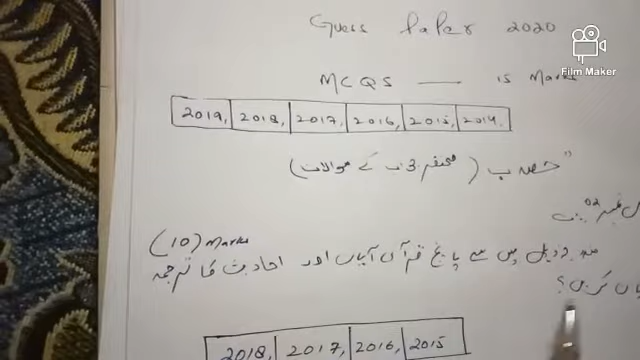 Guess Paper 2020
Film Maker
MCQS — 15 Marks
2019, 2018, 2017, 2016, 2015, 2014,
حصہ ب (مختصر کے سوالات)
(10) Marks
مندرجہ ذیل میں سے پانچ قرآنی آیات اور احادیث کا ترجمہ
بیان کریں؟
2018, 2017, 2016, 2015